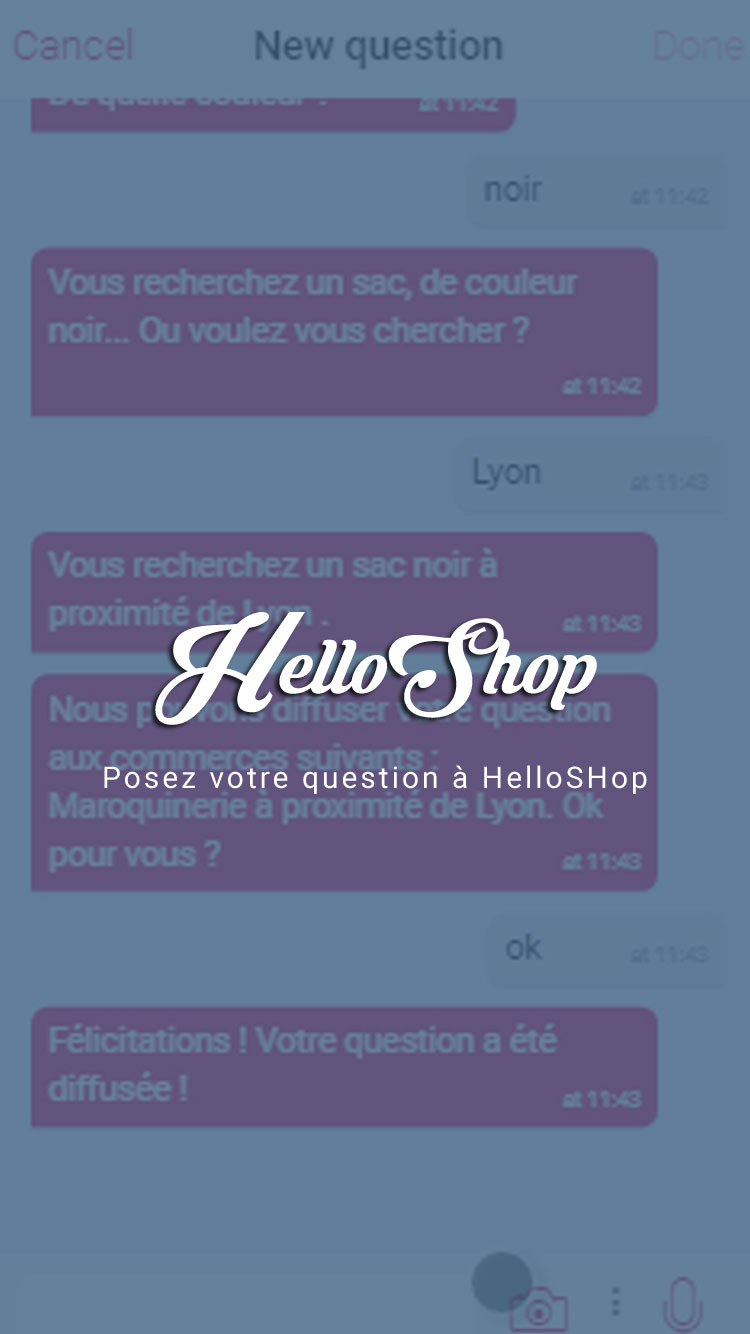 Cancel New question Done
De quelle couleur ? at 11:42
noir at 11:42
Vous recherchez un sac, de couleur
noir... Ou voulez vous chercher ?
at 11:42
Lyon at 11:43
Vous recherchez un sac noir à
proximité de Lyon . at 11:43
HelloShop
Nous diffuser question
aux commerces suivants :
Posez votre question à HelloSHop
Maroquinerie à proximité de Lyon. Ok
pour vous ? at 11:43
ok at 11:43
Félicitations ! Votre question a été
diffusée ! at 11:43